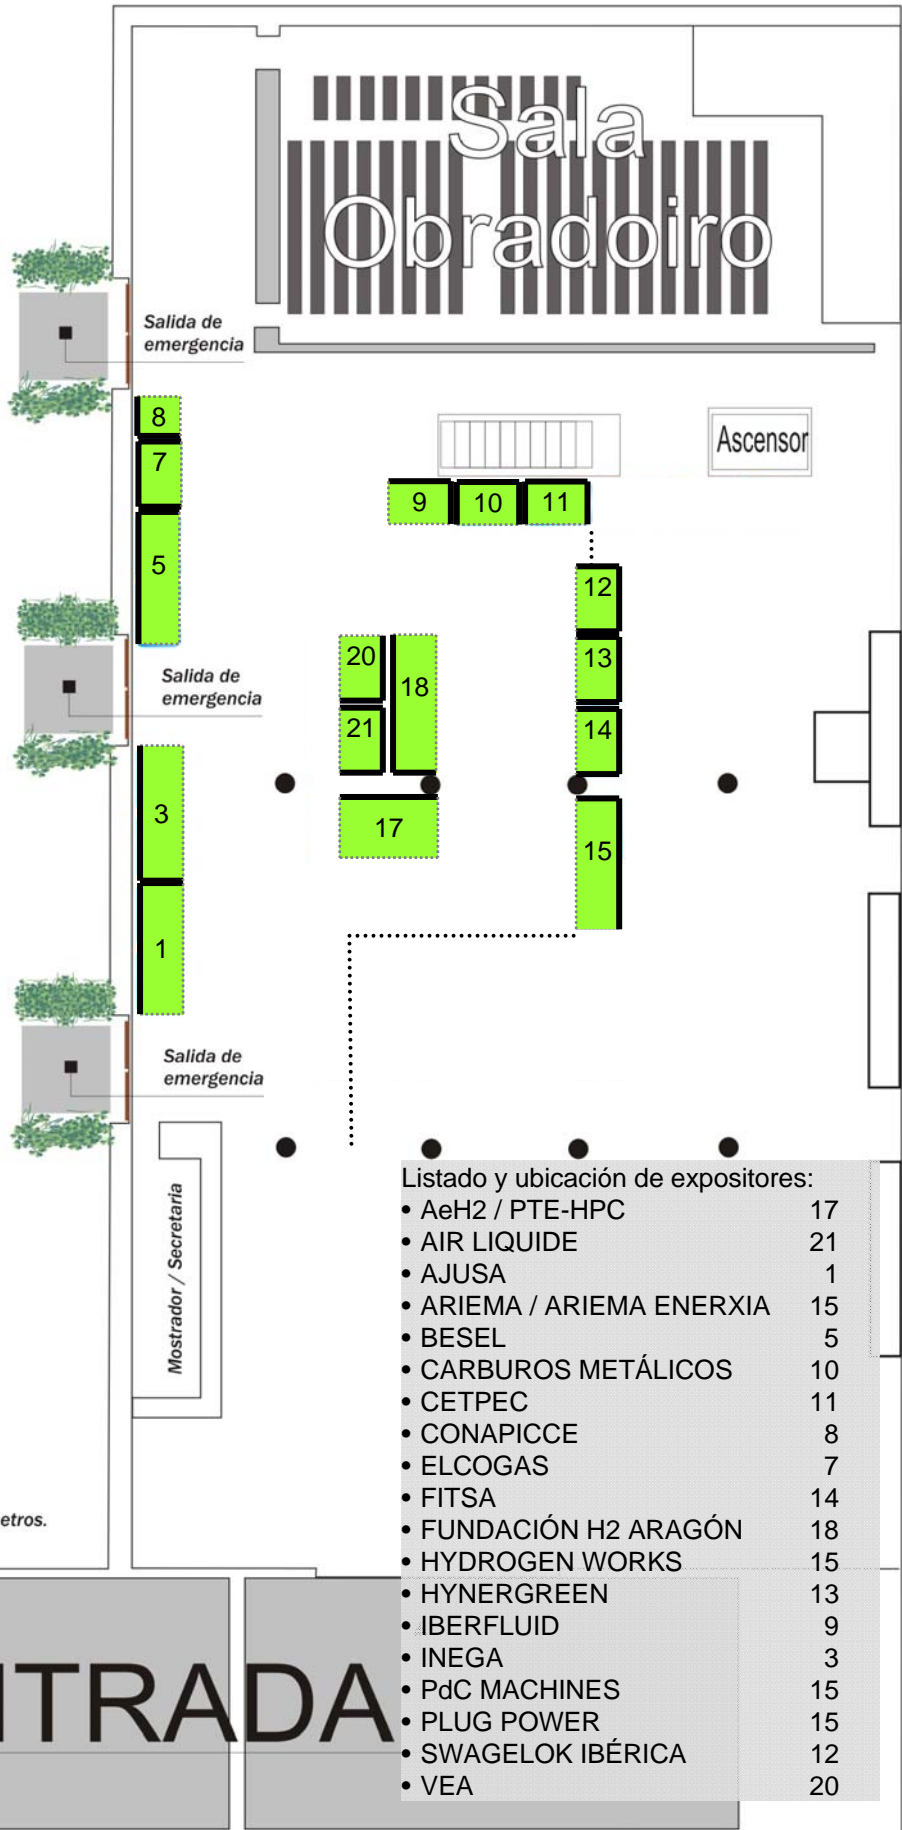 Sala
Obradoiro
Salida de
emergencia
8
7
5
Ascensor
9 10 11
12
13
14
20
18
21
Salida de
emergencia
3
17
15
1
Salida de
emergencia
Mostrador / Secretaria
Listado y ubicación de expositores:
• AeH2 / PTE-HPC 17
• AIR LIQUIDE 21
• AJUSA 1
• ARIEMA / ARIEMA ENERXIA 15
• BESEL 5
• CARBUROS METÁLICOS 10
• CETPEC 11
• CONAPICCE 8
• ELCOGAS 7
• FITSA 14
• FUNDACIÓN H2 ARAGÓN 18
• HYDROGEN WORKS 15
• HYNERGREEN 13
• IBERFLUID 9
• INEGA 3
• PdC MACHINES 15
• PLUG POWER 15
• SWAGELOK IBÉRICA 12
• VEA 20
etros.
NTRADA